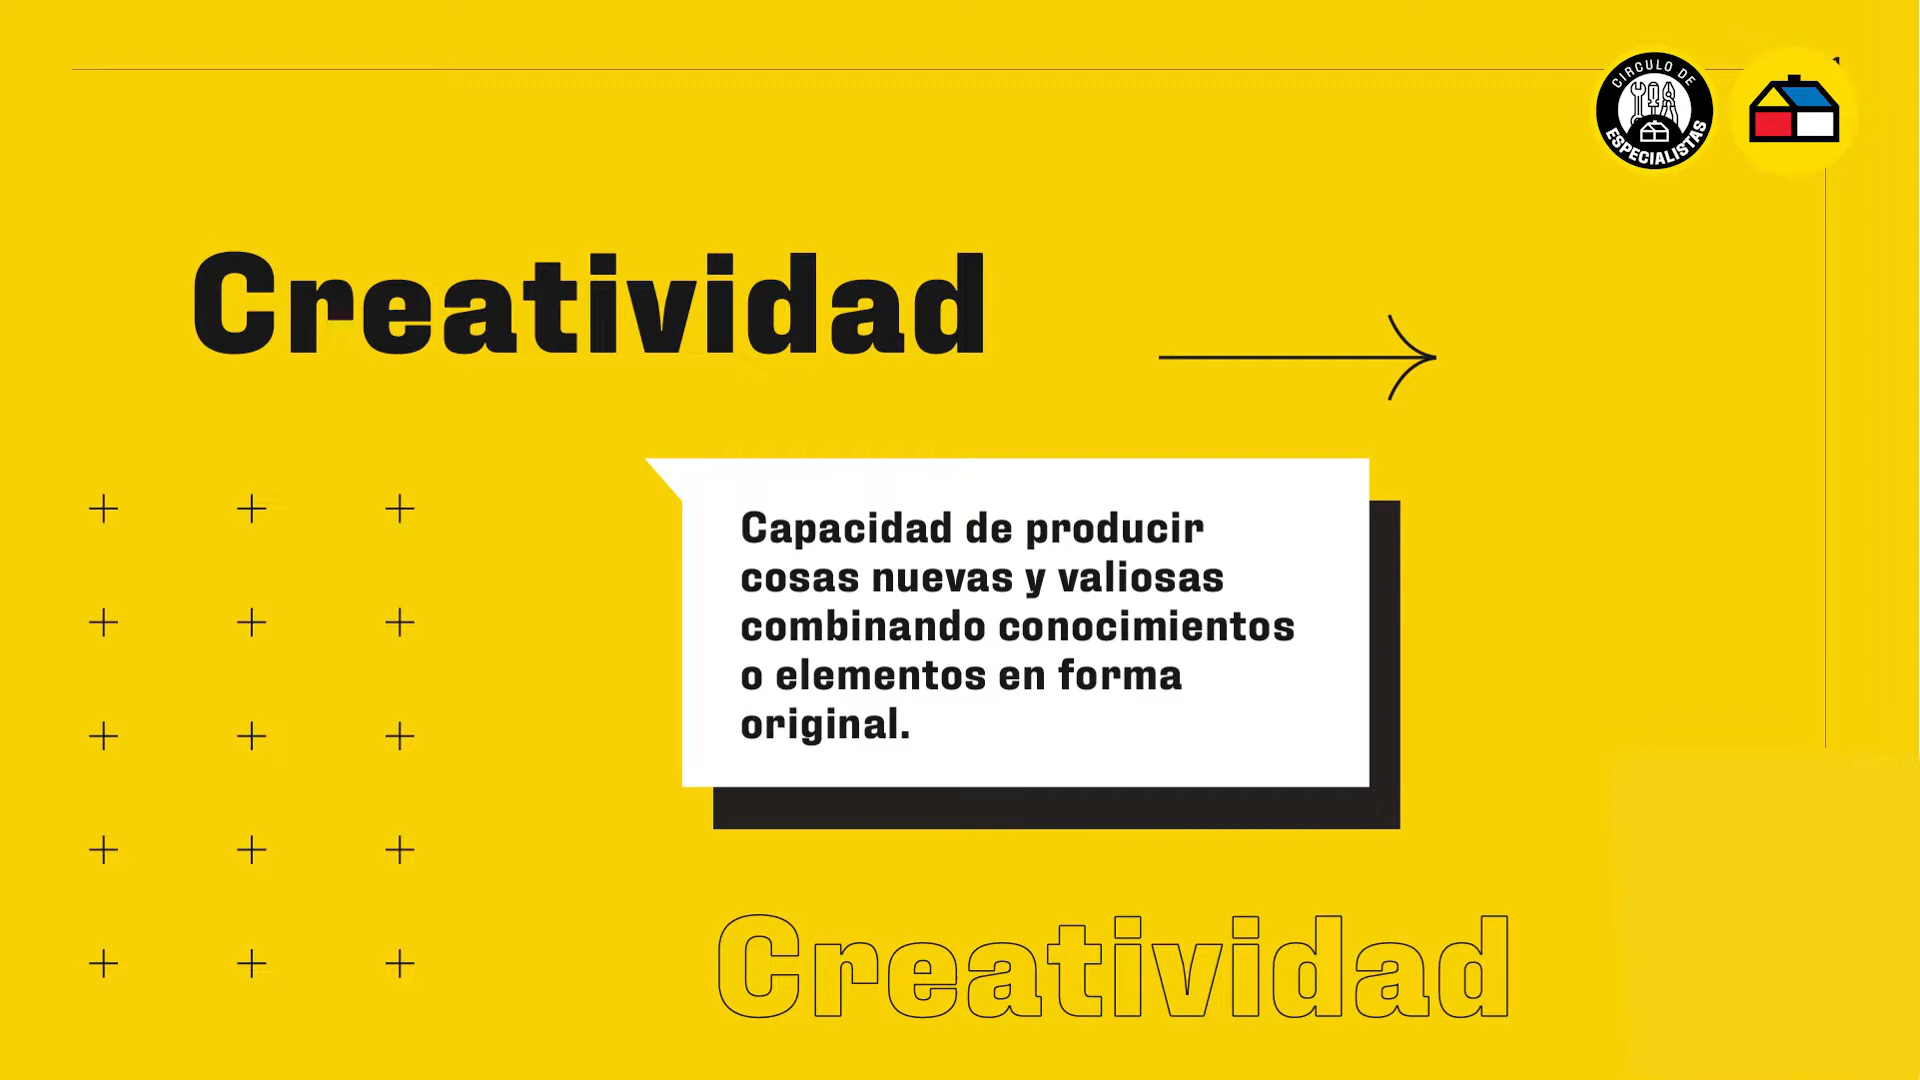 CIRCULO DE
ESPECIALISTAS
Creatividad
Capacidad de producir
cosas nuevas y valiosas
combinando conocimientos
o elementos en forma
original.
Creatividad